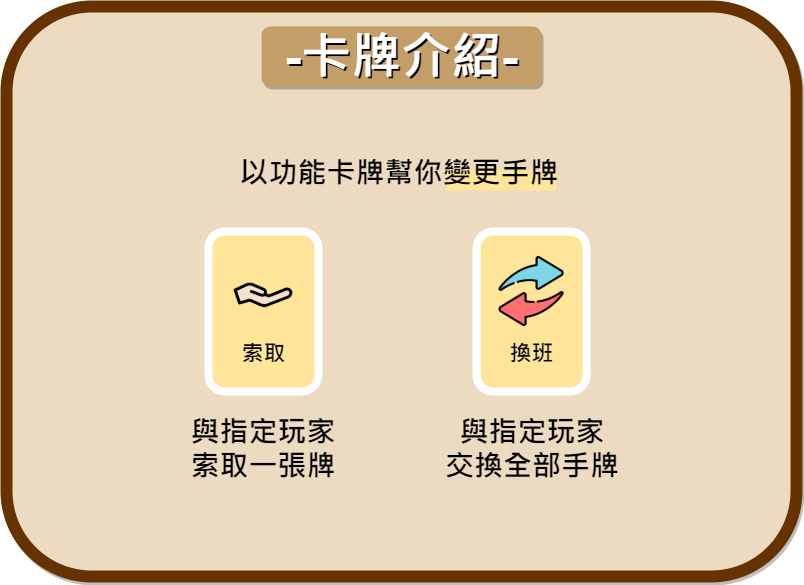 -卡牌介紹-
以功能卡牌幫你變更手牌
索取
換班
與指定玩家
索取一張牌
與指定玩家
交換全部手牌